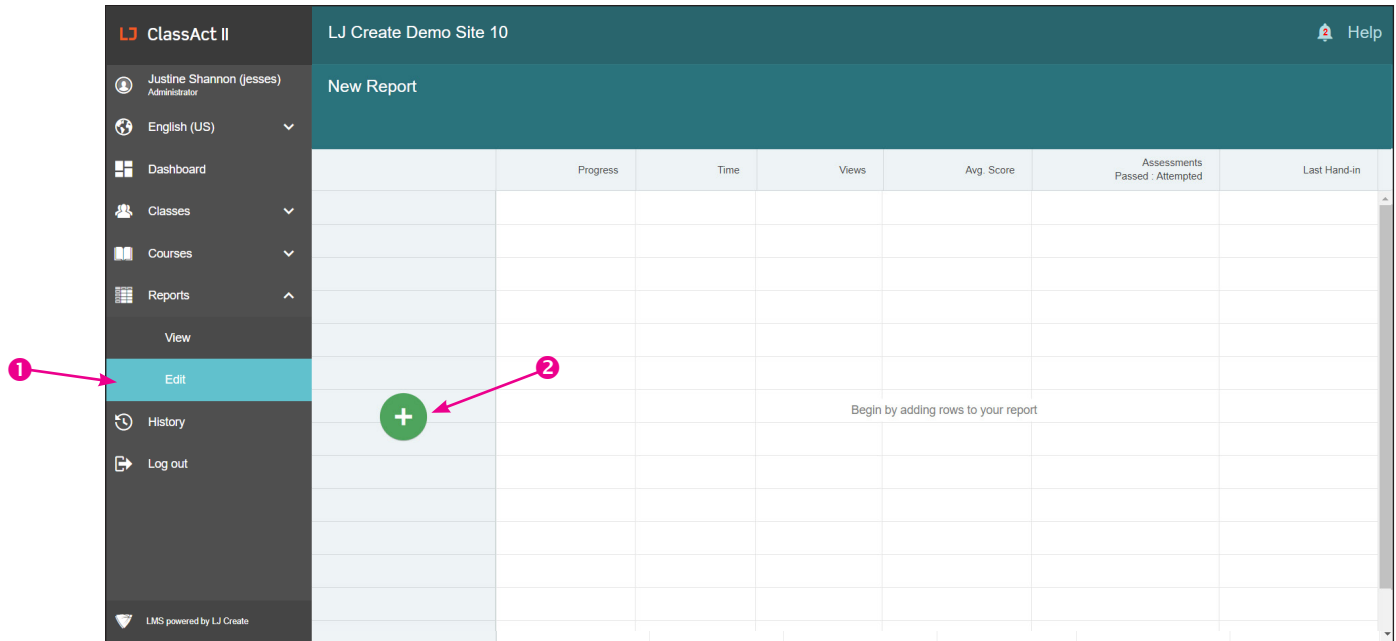 LJ ClassAct II
LJ Create Demo Site 10
2
Help
Justine Shannon (jesses)
Administrator
New Report
English (US)
Dashboard
Progress
Time
Views
Avg. Score
Assessments
Passed : Attempted
Last Hand-in
Classes
Courses
Reports
View
1
Edit
2
History
+
Begin by adding rows to your report
Log out
LMS powered by LJ Create